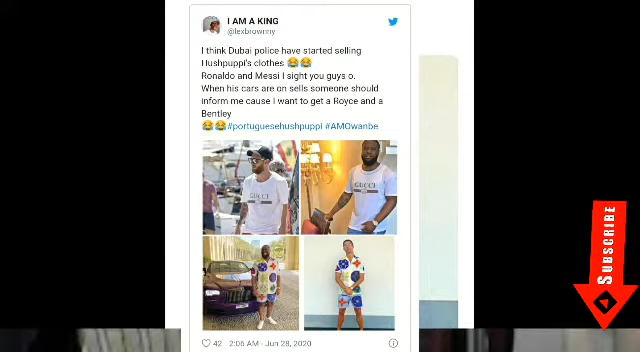 I AM A KING
@lexbrownny
I think Dubai police have started selling
Hushpuppi's clothes 😂😂
Ronaldo and Messi I sight you guys o.
When his cars are on sells someone should
inform me cause I want to get a Royce and a
Bentley
😂😂#portuguesehushpuppi #AMOwanbe
GUCCI
GUCCI
42 2:06 AM - Jun 28, 2020
SUBSCRIBE